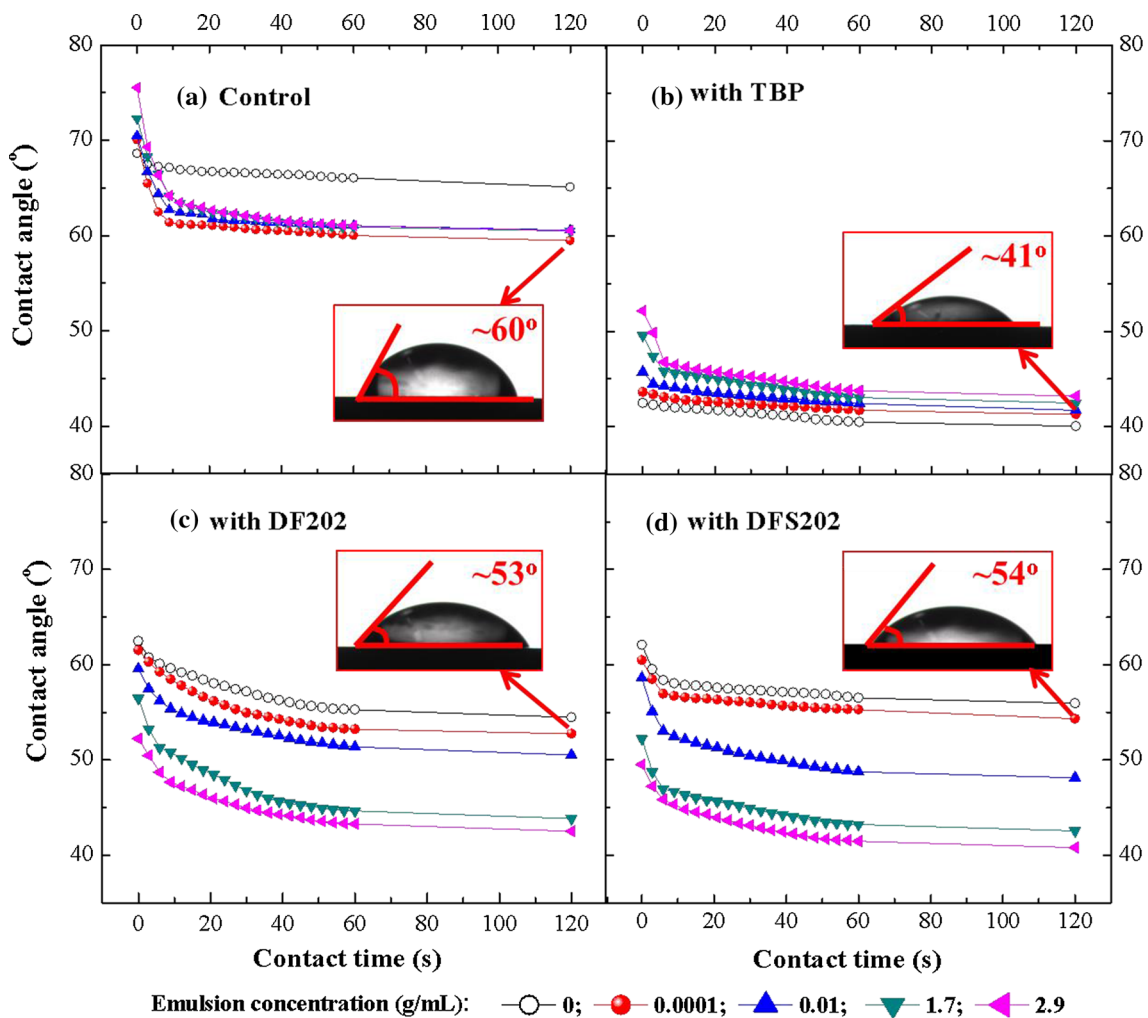 0 20 40 60 80 100 120 0 20 40 60 80 100 120
80 80
(a) Control
(b) with TBP
70 70
60 60
50 50
40 40
Contact angle (°)
~60°
~41°
80 80
(c) with DF202
(d) with DFS202
70 70
60 60
50 50
40 40
Contact angle (°)
~53°
~54°
0 20 40 60 80 100 120 0 20 40 60 80 100 120
Contact time (s) Contact time (s)
Emulsion concentration (g/mL): 0; 0.0001; 0.01; 1.7; 2.9